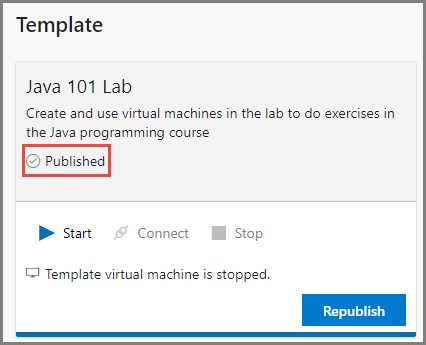 Template
Java 101 Lab
Create and use virtual machines in the lab to do exercises in
the Java programming course
Published
Start Connect Stop
Template virtual machine is stopped.
Republish